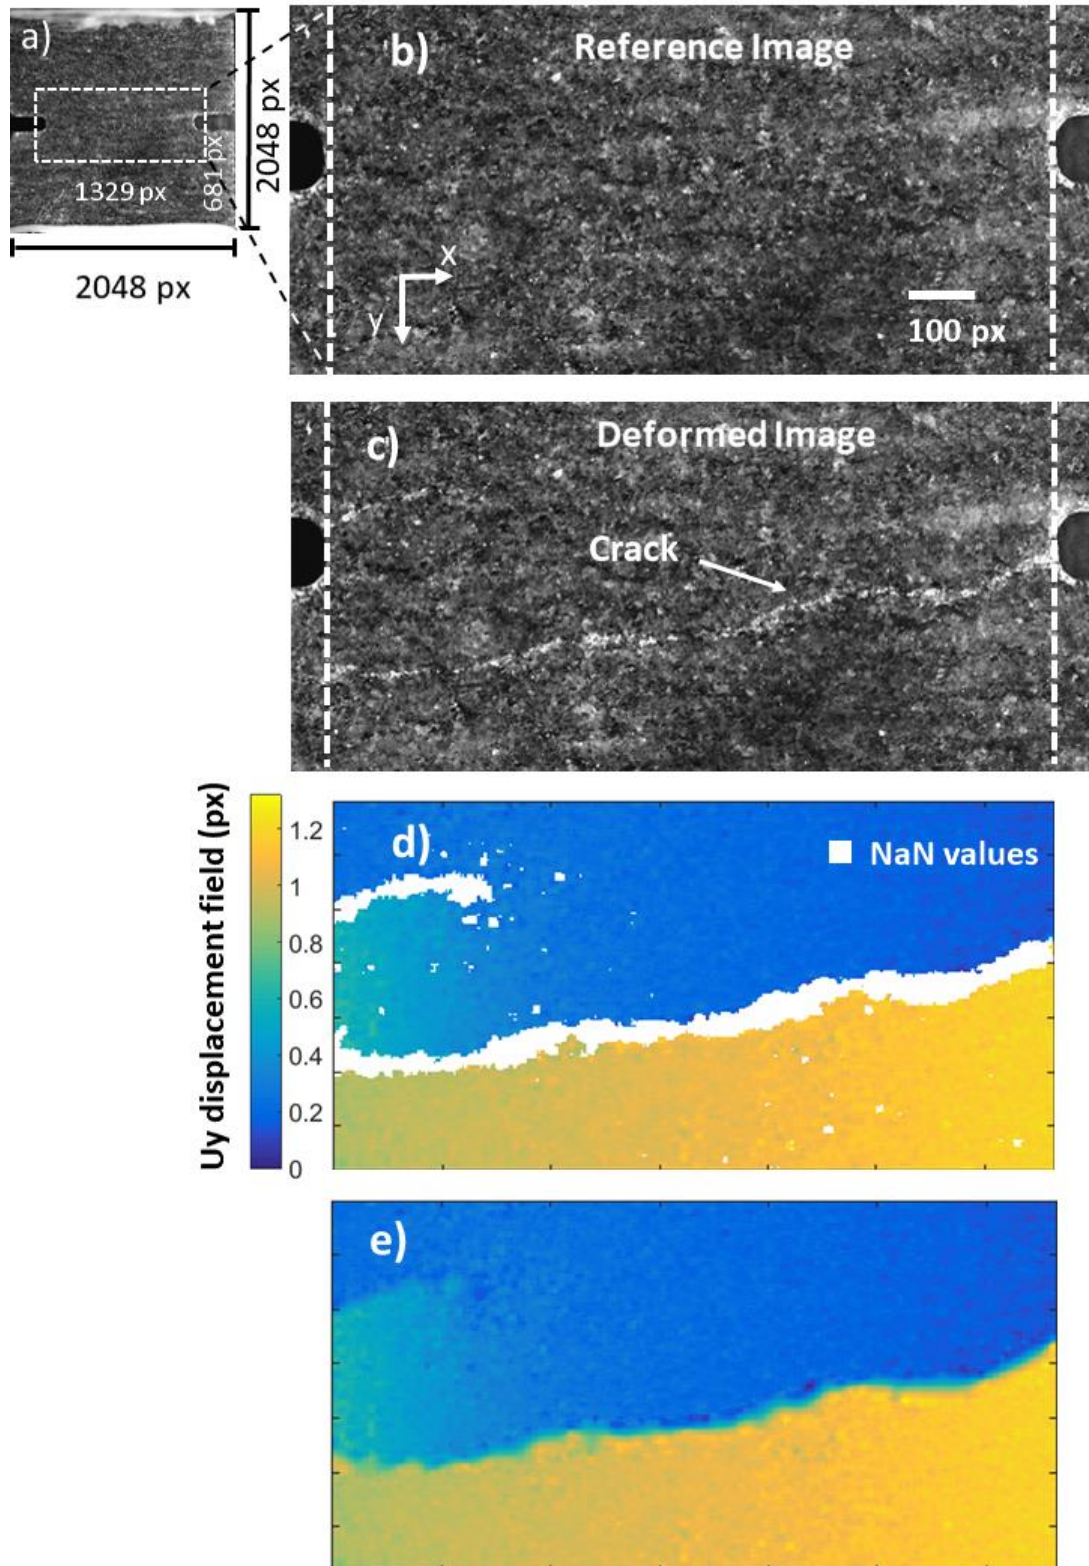 a)
2048 px
1329 px
681 px
2048 px
b)
Reference Image
x
y
100 px
c)
Deformed Image
Crack
Uy displacement field (px)
1.2
1
0.8
0.6
0.4
0.2
0
d)
NaN values
e)